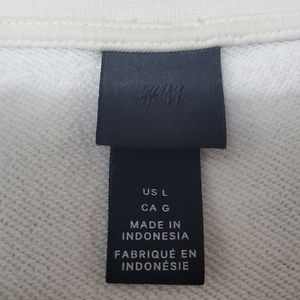 H&M
US L
CA G
MADE IN
INDONESIA
FABRIQUÉ EN
INDONÉSIE